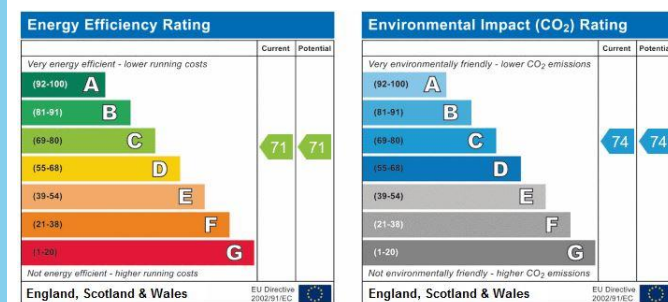 Energy Efficiency Rating
Current Potential
Very energy efficient - lower running costs
(92-100) A
(81-91) B
(69-80) C
71 71
(55-68) D
(39-54) E
(21-38) F
(1-20) G
Not energy efficient - higher running costs
England, Scotland & Wales
EU Directive
2002/91/EC
Environmental Impact (CO₂) Rating
Current Potential
Very environmentally friendly - lower CO₂ emissions
(92-100) A
(81-91) B
(69-80) C
74 74
(55-68) D
(39-54) E
(21-38) F
(1-20) G
Not environmentally friendly - higher CO₂ emissions
England, Scotland & Wales
EU Directive
2002/91/EC